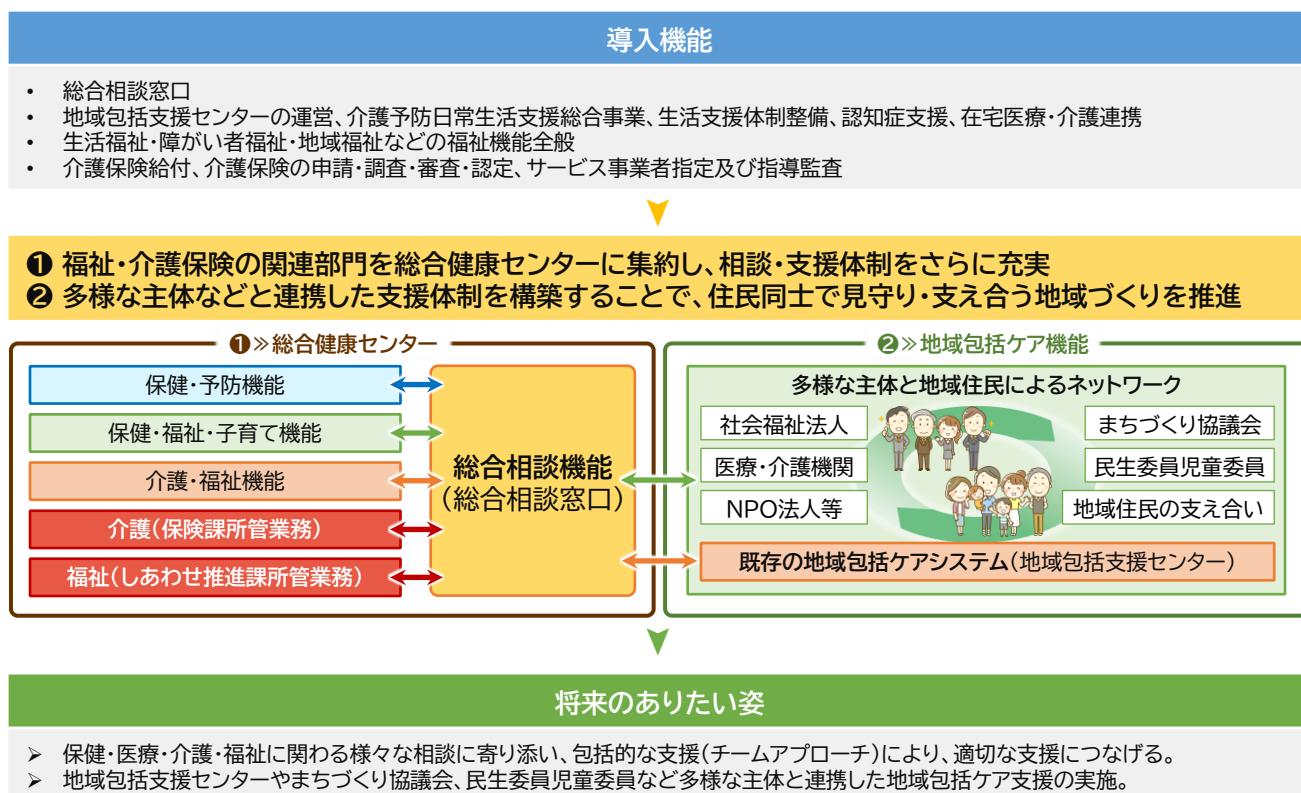 導入機能
• 総合相談窓口
• 地域包括支援センターの運営、介護予防日常生活支援総合事業、生活支援体制整備、認知症支援、在宅医療・介護連携
• 生活福祉・障がい者福祉・地域福祉などの福祉機能全般
• 介護保険給付、介護保険の申請・調査・審査・認定、サービス事業者指定及び指導監査
❶ 福祉・介護保険の関連部門を総合健康センターに集約し、相談・支援体制をさらに充実
❷ 多様な主体などと連携した支援体制を構築することで、住民同士で見守り・支え合う地域づくりを推進
❶≫総合健康センター
保健・予防機能
保健・福祉・子育て機能
介護・福祉機能
介護(保険課所管業務)
福祉(しあわせ推進課所管業務)
総合相談機能
(総合相談窓口)
❷≫地域包括ケア機能
多様な主体と地域住民によるネットワーク
社会福祉法人
医療・介護機関
NPO法人等
まちづくり協議会
民生委員児童委員
地域住民の支え合い
既存の地域包括ケアシステム(地域包括支援センター)
将来のありたい姿
➢ 保健・医療・介護・福祉に関わる様々な相談に寄り添い、包括的な支援(チームアプローチ)により、適切な支援につなげる。
➢ 地域包括支援センターやまちづくり協議会、民生委員児童委員など多様な主体と連携した地域包括ケア支援の実施。